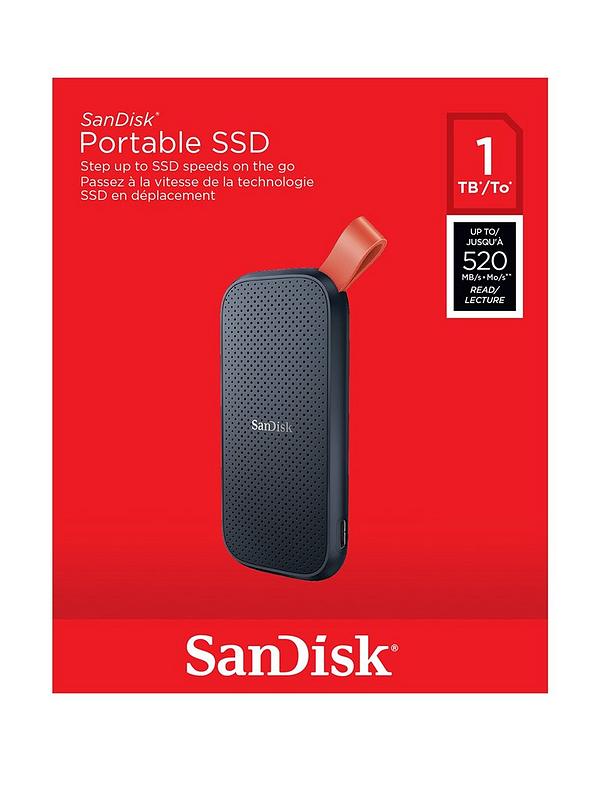 SanDisk®
Portable SSD
Step up to SSD speeds on the go
Passez à la vitesse de la technologie
SSD en déplacement
1
TB*/To*
UP TO/
JUSQU'À
520
MB/s • Mo/s**
READ/
LECTURE
SanDisk
SanDisk®